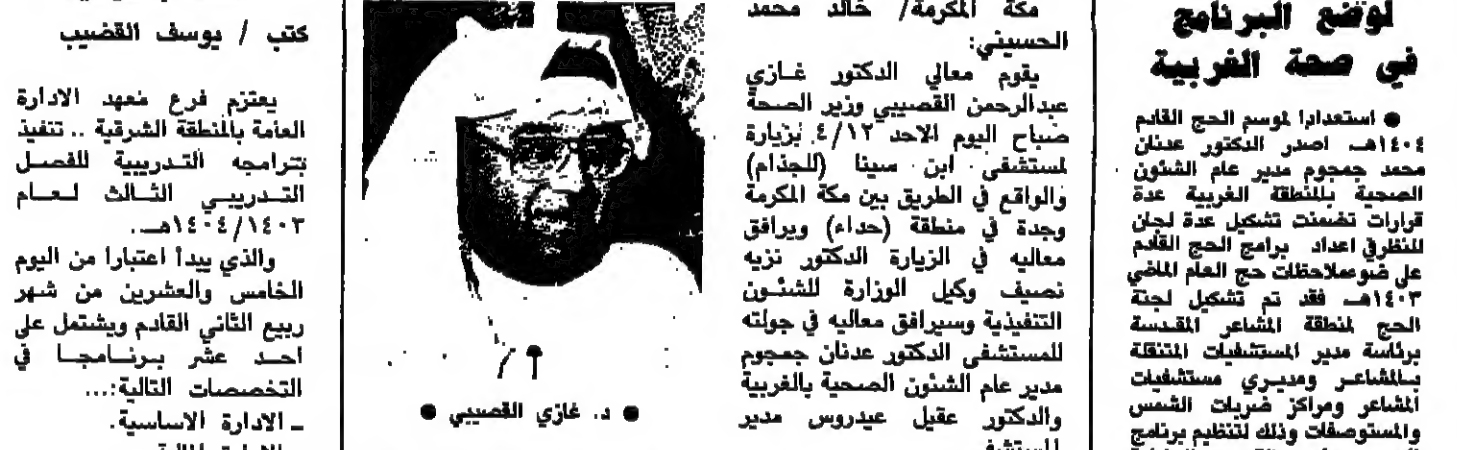 لوضع البرنامج
في صحة الغربية
● استعدادا لموسم الحج القادم
١٤٠٤هـ اصدر الدكتور عدنان
محمد جمجوم مدير عام الشئون
الصحية بالمنطقة الغربية عدة
قرارات تضمنت تشكيل عدة لجان
للنظر في اعداد برامج الحج القادم
على ضوء ملاحظات حج العام الماضي
١٤٠٣هـ فقد تم تشكيل لجنة
الحج لمنطقة المشاعر المقدسة
برئاسة مدير المستشفيات المتنقلة
بالمشاعر ومديري مستشفيات
المشاعر ومراكز ضربات الشمس
والمستوصفات وذلك لتنظيم برنامج
مكة المكرمة/ خالد محمد
الحسيني:
يقوم معالي الدكتور غازي
عبدالرحمن القصيبي وزير الصحة
صباح اليوم الاحد ٤/١٢ بزيارة
لمستشفى ابن سينا (للجذام)
والواقع في الطريق بين مكة المكرمة
وجدة في منطقة (حداء) ويرافق
معاليه في الزيارة الدكتور نزيه
نصيف وكيل الوزارة للشئون
التنفيذية وسيرافق معاليه في جولته
للمستشفى الدكتور عدنان جمجوم
مدير عام الشئون الصحية بالغربية
والدكتور عقيل عيدروس مدير
المستشفى
● د. غازي القصيبي ●
كتب / يوسف القضيب
يعتزم فرع معهد الادارة
العامة بالمنطقة الشرقية .. تنفيذ
برامجه التدريبية للفصل
التدريبي الثالث لعام
١٤٠٤/١٤٠٣هـ.
والذي يبدأ اعتبارا من اليوم
الخامس والعشرين من شهر
ربيع الثاني القادم ويشتمل على
احد عشر برنامجا في
التخصصات التالية:...
ـ الادارة الاساسية.